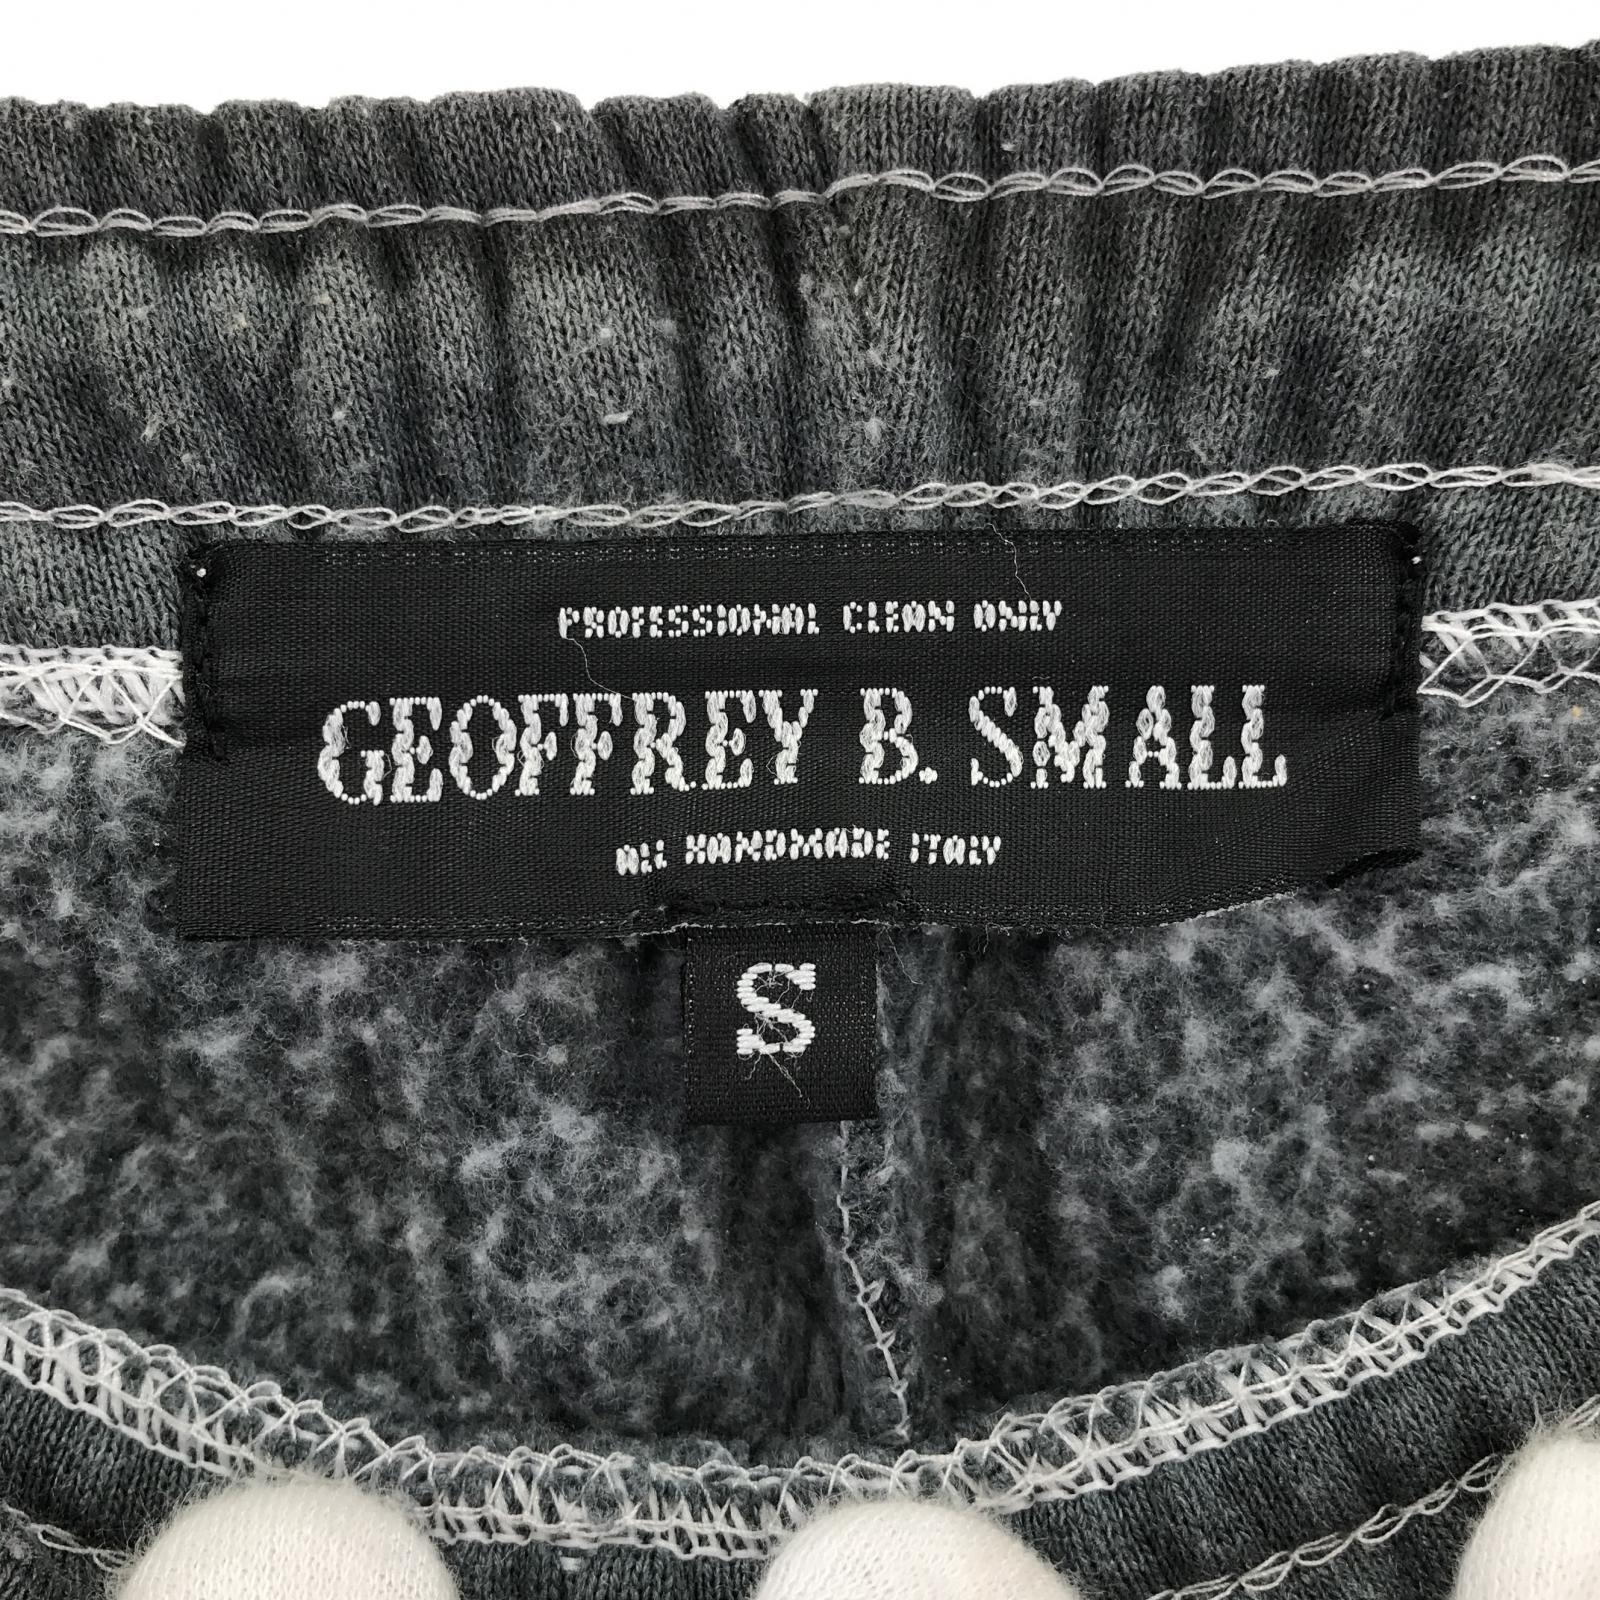 PROFESSIONAL CLEAN ONLY
GEOFFREY B. SMALL
ALL HANDMADE ITALY
S